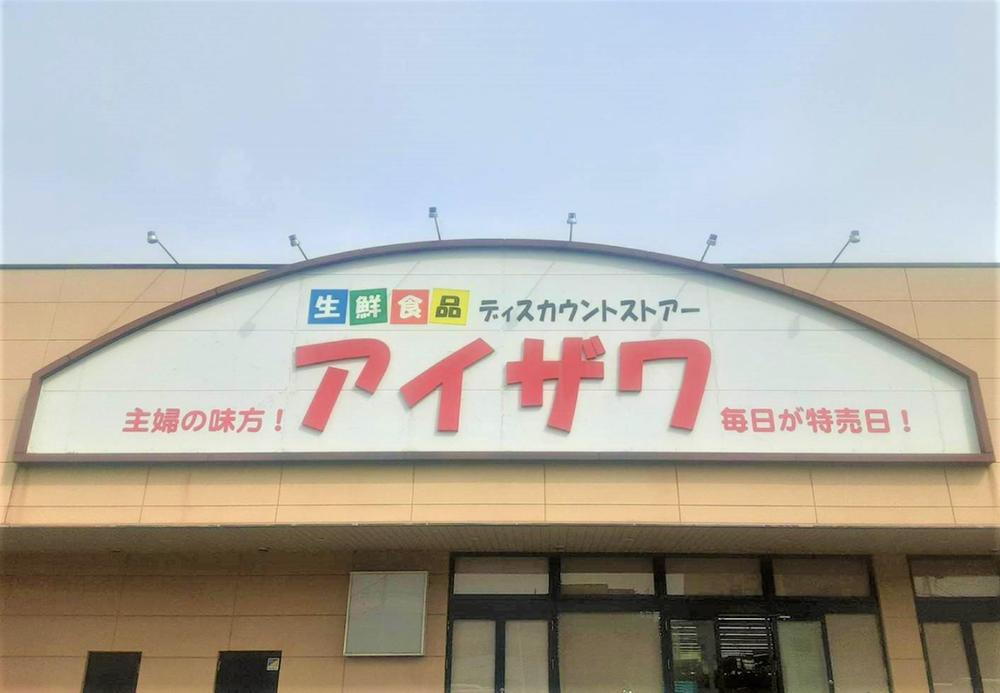 生鮮食品 ディスカウントストアー
アイザワ
主婦の味方！
毎日が特売日！